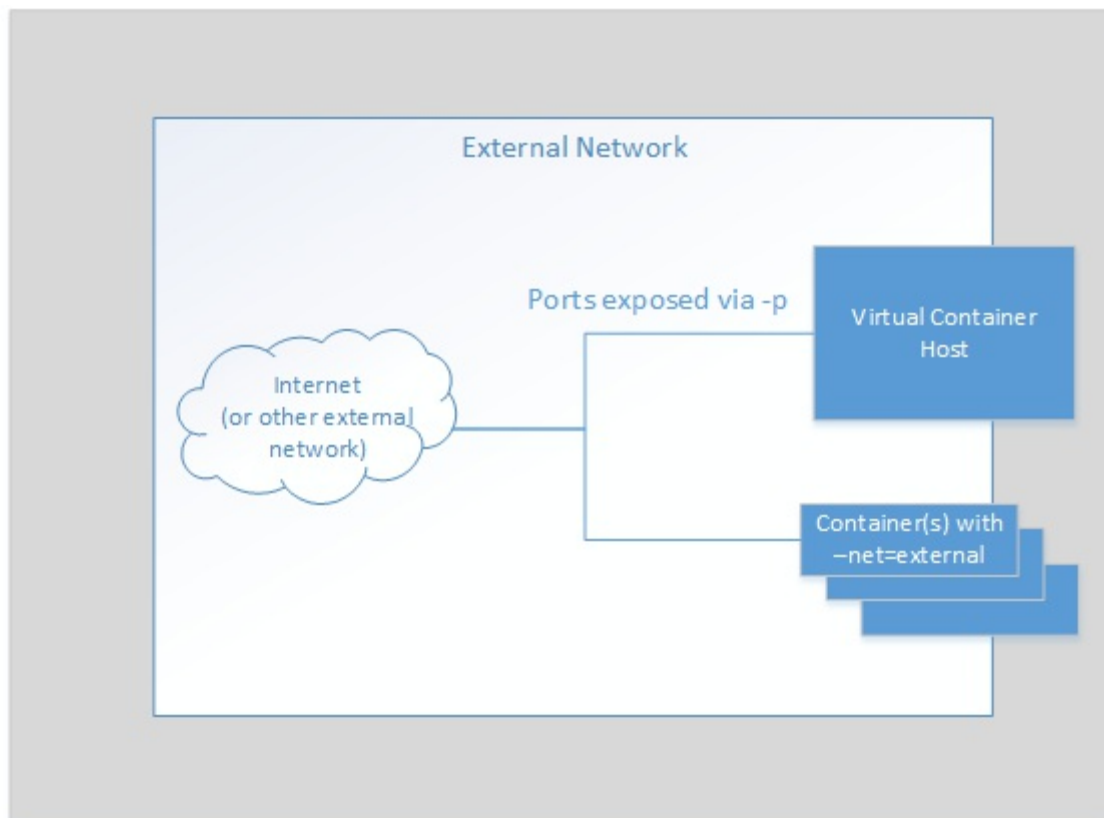 External Network
Ports exposed via -p
Virtual Container
Host
Internet
(or other external
network)
Container(s) with
–net=external